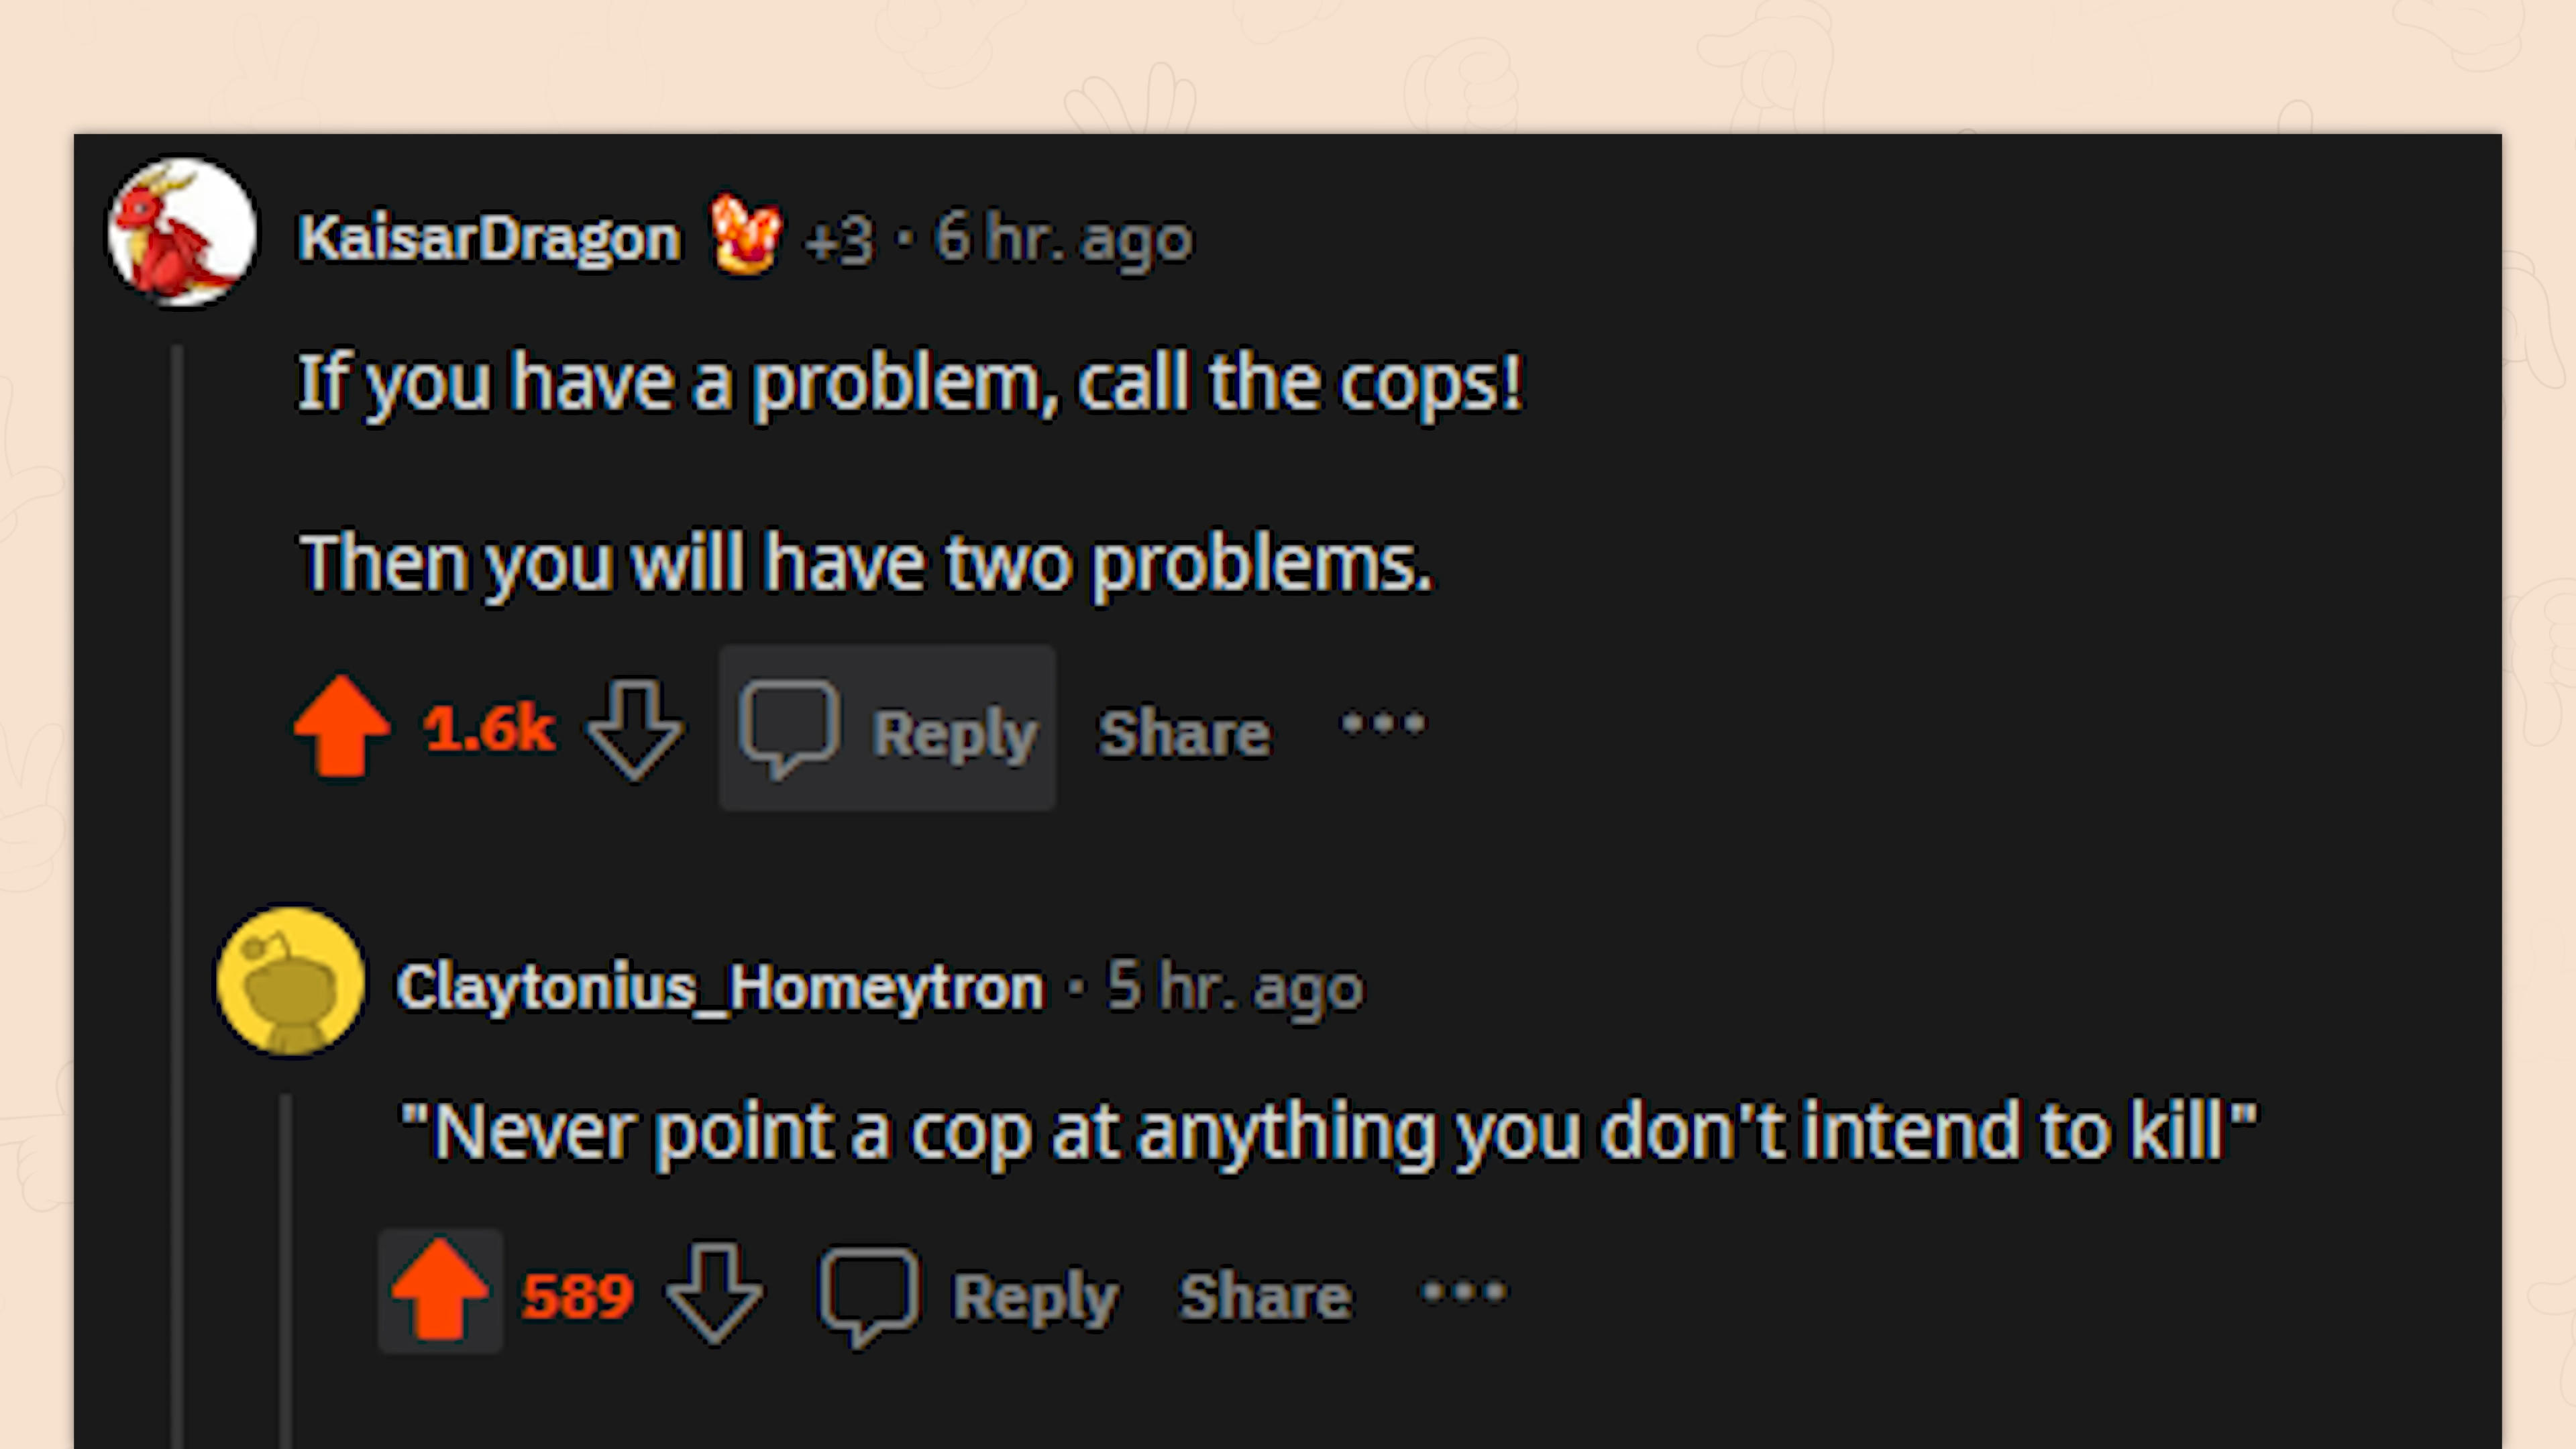 KaisarDragon +3 · 6 hr. ago
If you have a problem, call the cops!
Then you will have two problems.
1.6k Reply Share ···
Claytonius_Homeytron · 5 hr. ago
"Never point a cop at anything you don't intend to kill"
589 Reply Share ···